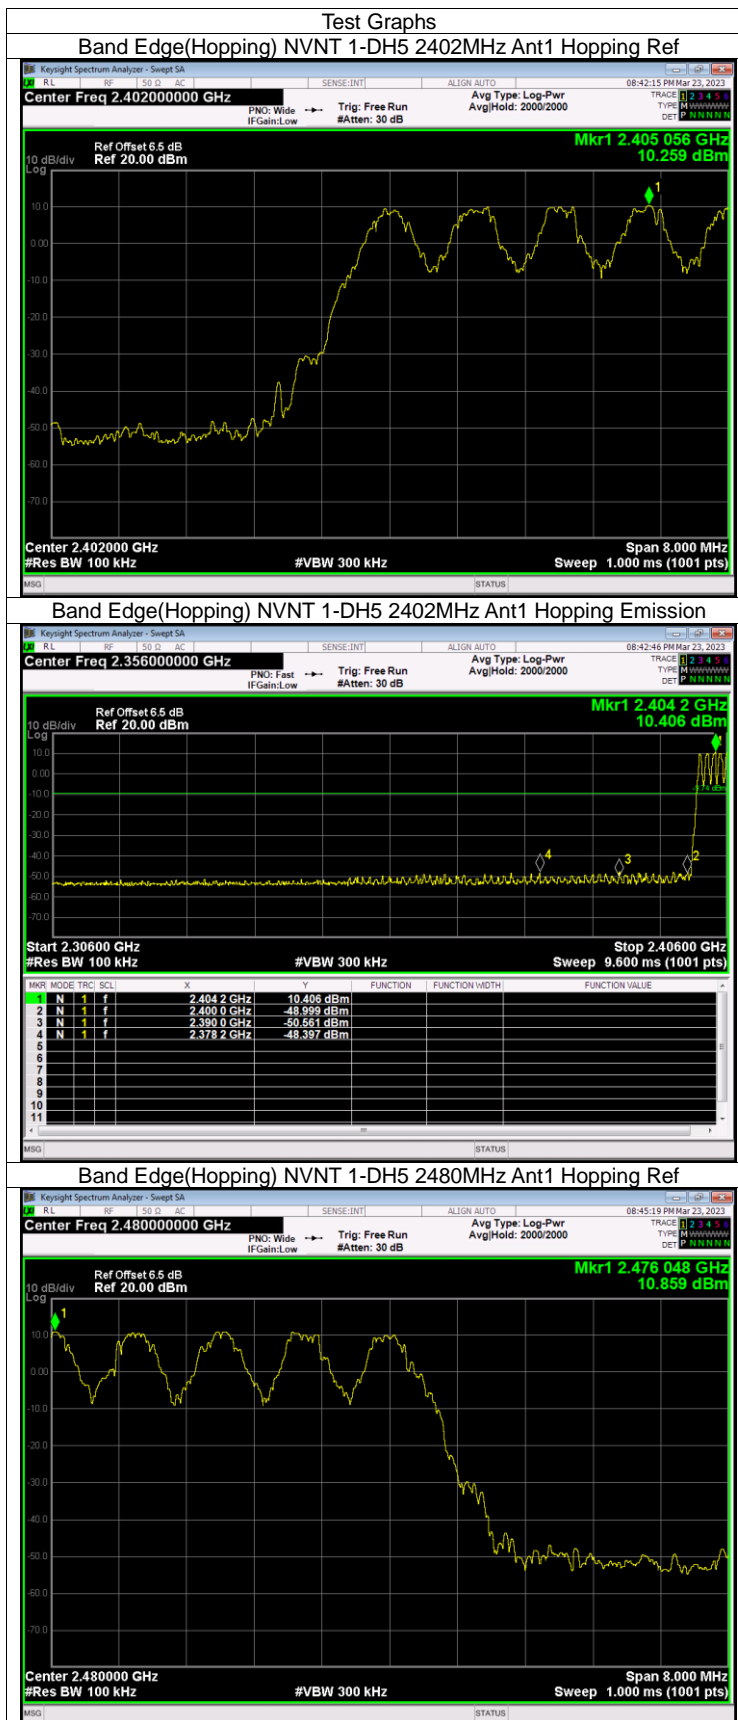 Test Graphs
Band Edge(Hopping) NVNT 1-DH5 2402MHz Ant1 Hopping Ref
Keysight Spectrum Analyzer - Swept SA
LXI RL RF 50 Ω AC SENSE:INT ALIGN AUTO 08:42:15 PM Mar 23, 2023
Center Freq 2.402000000 GHz Avg Type: Log-Pwr TRACE 1 2 3 4 5 6
PNO: Wide Trig: Free Run Avg|Hold: 2000/2000 TYPE M WWWWW
IFGain:Low #Atten: 30 dB DET P N N N N N
Mkr1 2.405 056 GHz
10.259 dBm
Ref Offset 6.5 dB
10 dB/div Ref 20.00 dBm
Log
1
10.0
0.00
-10.0
-20.0
-30.0
-40.0
-50.0
-60.0
-70.0
Center 2.402000 GHz Span 8.000 MHz
#Res BW 100 kHz #VBW 300 kHz Sweep 1.000 ms (1001 pts)
MSG STATUS
Band Edge(Hopping) NVNT 1-DH5 2402MHz Ant1 Hopping Emission
Keysight Spectrum Analyzer - Swept SA
LXI RL RF 50 Ω AC SENSE:INT ALIGN AUTO 08:42:46 PM Mar 23, 2023
Center Freq 2.356000000 GHz Avg Type: Log-Pwr TRACE 1 2 3 4 5 6
PNO: Fast Trig: Free Run Avg|Hold: 2000/2000 TYPE M WWWWW
IFGain:Low #Atten: 30 dB DET P N N N N N
Mkr1 2.404 2 GHz
10.406 dBm
Ref Offset 6.5 dB
10 dB/div Ref 20.00 dBm
Log
10.0
0.00
-10.0
-9.74 dBm
-20.0
-30.0
-40.0
4 3 2
-50.0
-60.0
-70.0
Start 2.30600 GHz Stop 2.40600 GHz
#Res BW 100 kHz #VBW 300 kHz Sweep 9.600 ms (1001 pts)
MKR MODE TRC SCL X Y FUNCTION FUNCTION WIDTH FUNCTION VALUE
1 N 1 f 2.404 2 GHz 10.406 dBm
2 N 1 f 2.400 0 GHz -48.999 dBm
3 N 1 f 2.390 0 GHz -50.561 dBm
4 N 1 f 2.378 2 GHz -48.397 dBm
5
6
7
8
9
10
11
MSG STATUS
Band Edge(Hopping) NVNT 1-DH5 2480MHz Ant1 Hopping Ref
Keysight Spectrum Analyzer - Swept SA
LXI RL RF 50 Ω AC SENSE:INT ALIGN AUTO 08:45:19 PM Mar 23, 2023
Center Freq 2.480000000 GHz Avg Type: Log-Pwr TRACE 1 2 3 4 5 6
PNO: Wide Trig: Free Run Avg|Hold: 2000/2000 TYPE M WWWWW
IFGain:Low #Atten: 30 dB DET P N N N N N
Mkr1 2.476 048 GHz
10.859 dBm
Ref Offset 6.5 dB
10 dB/div Ref 20.00 dBm
Log
1
10.0
0.00
-10.0
-20.0
-30.0
-40.0
-50.0
-60.0
-70.0
Center 2.480000 GHz Span 8.000 MHz
#Res BW 100 kHz #VBW 300 kHz Sweep 1.000 ms (1001 pts)
MSG STATUS